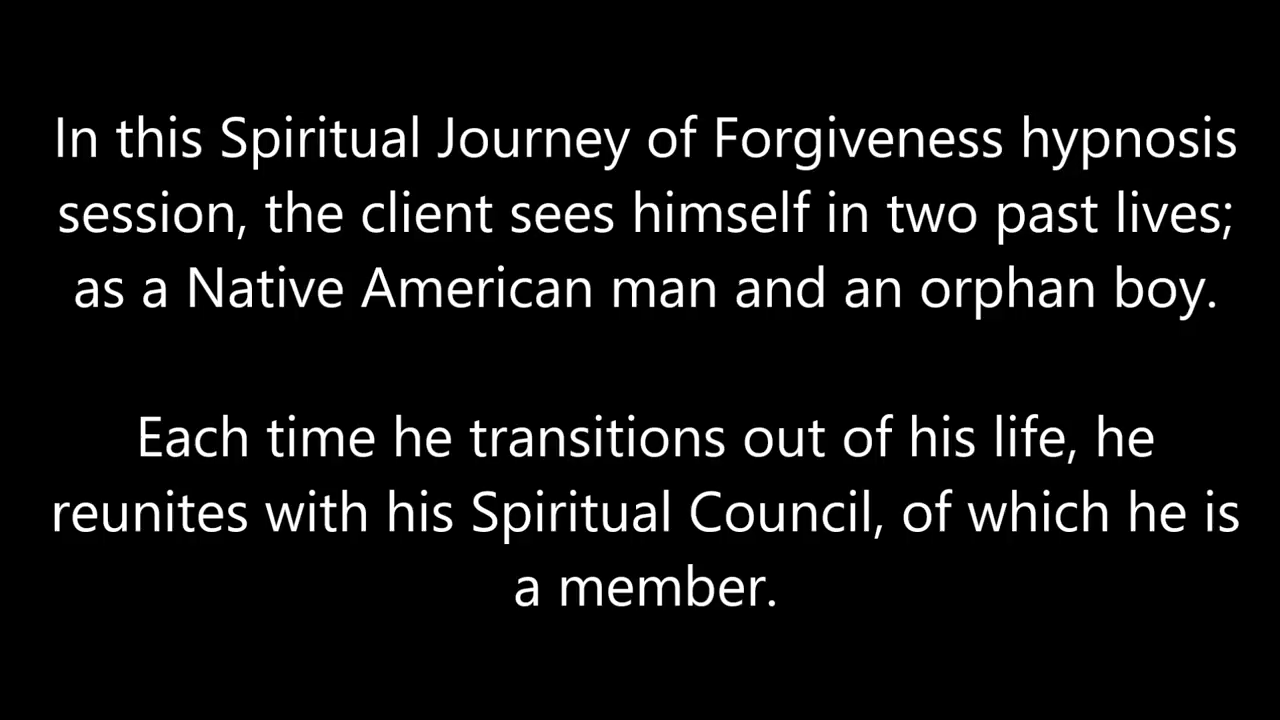 In this Spiritual Journey of Forgiveness hypnosis
session, the client sees himself in two past lives;
as a Native American man and an orphan boy.
Each time he transitions out of his life, he
reunites with his Spiritual Council, of which he is
a member.